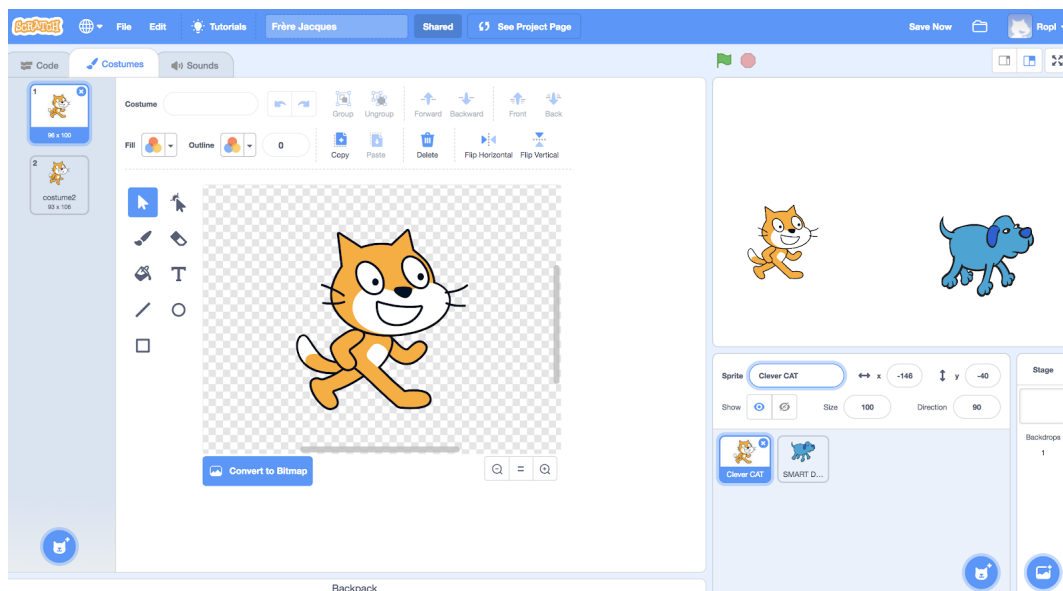 SCRATCH File Edit Tutorials Frère Jacques Shared See Project Page Save Now Ropl
Code Costumes Sounds
1
96 x 100
2
costume2
93 x 106
Costume
Group Ungroup Forward Backward Front Back
Fill Outline 0
Copy Paste Delete Flip Horizontal Flip Vertical
T
Convert to Bitmap
=
Backpack
Sprite Clever CAT x -146 y -40
Show Size 100 Direction 90
Clever CAT SMART D...
Stage
Backdrops
1